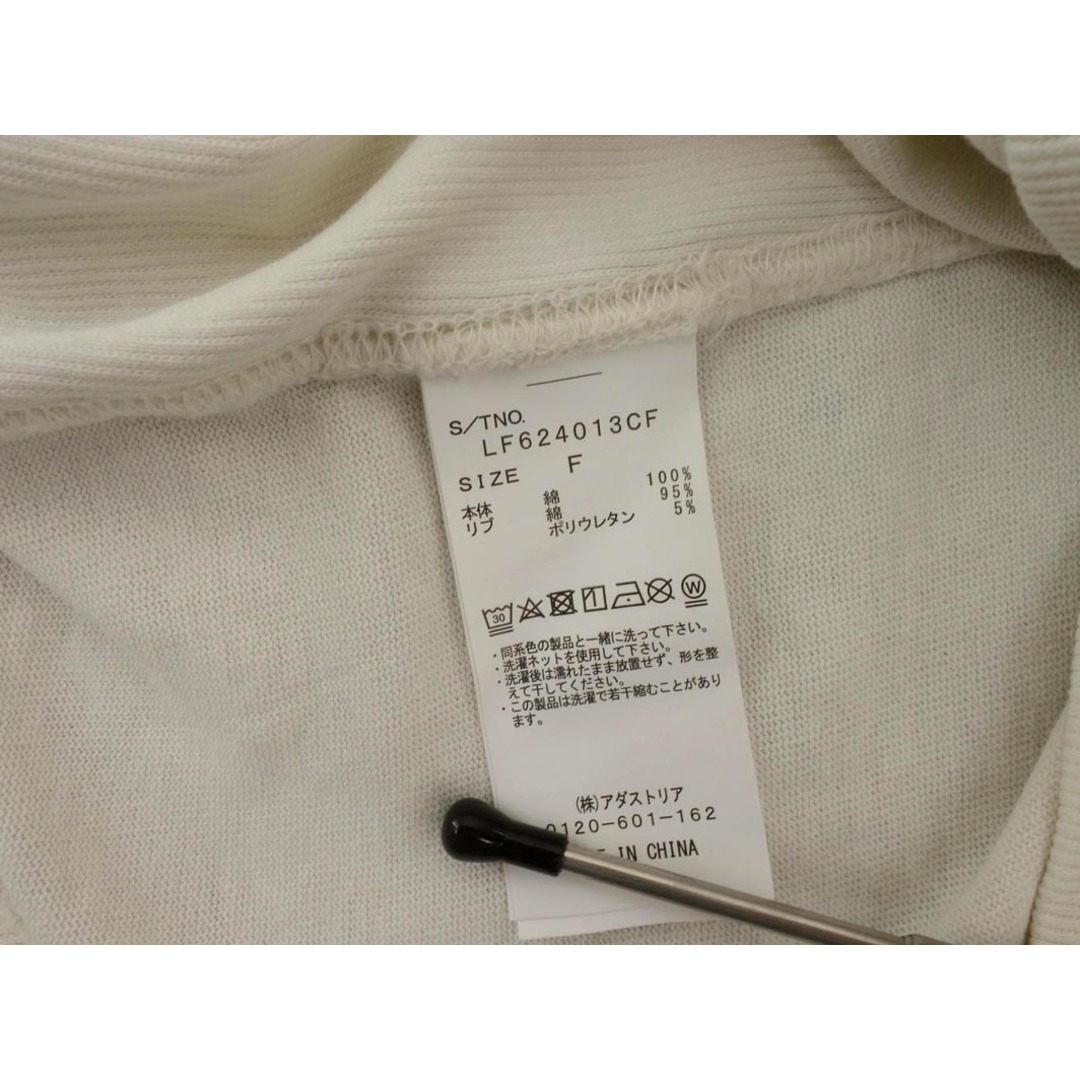 S/TNO.
LF624013CF
SIZE F
本体 綿 100%
リブ 綿 95%
ポリウレタン 5%
30
W
・同系色の製品と一緒に洗って下さい。
・洗濯ネットを使用して下さい。
・洗濯後は濡れたまま放置せず、形を整
えて干してください。
・この製品は洗濯で若干縮むことがあり
ます。
(株)アダストリア
0120-601-162
IN CHINA